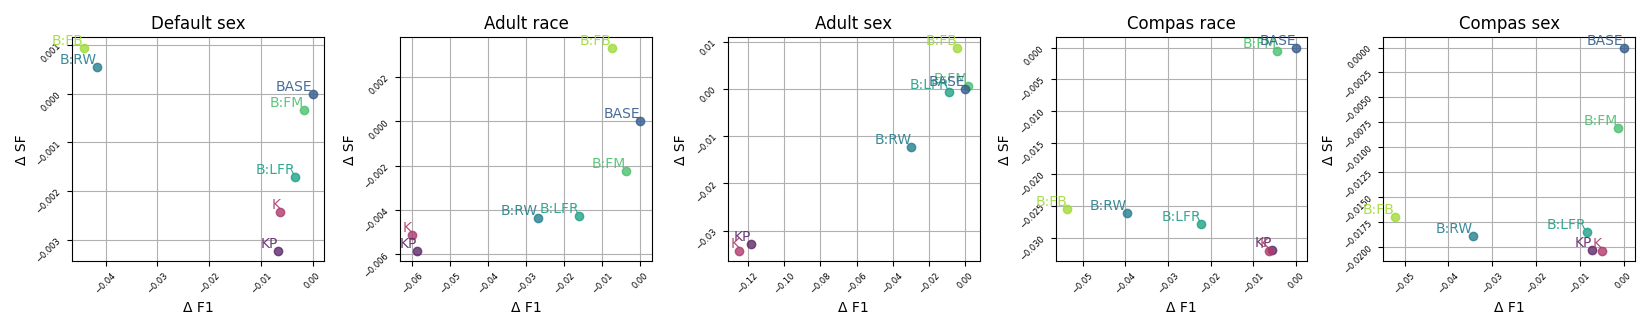 Default sex
Δ SF
0.001
0.000
−0.001
−0.002
−0.003
B:FB
B:RW
BASE
B:FM
B:LFR
K
KP
−0.04
−0.03
−0.02
−0.01
0.00
Δ F1
Adult race
Δ SF
0.002
0.000
−0.002
−0.004
−0.006
B:FB
BASE
B:FM
B:RW
B:LFR
K
KP
−0.06
−0.05
−0.04
−0.03
−0.02
−0.01
0.00
Δ F1
Adult sex
Δ SF
0.01
0.00
−0.01
−0.02
−0.03
B:FB
B:FM
BASE
B:LFR
B:RW
KP
K
−0.12
−0.10
−0.08
−0.06
−0.04
−0.02
0.00
Δ F1
Compas race
Δ SF
0.000
−0.005
−0.010
−0.015
−0.020
−0.025
−0.030
BASE
B:FM
B:FB
B:RW
B:LFR
KP
K
−0.05
−0.04
−0.03
−0.02
−0.01
0.00
Δ F1
Compas sex
Δ SF
0.0000
−0.0025
−0.0050
−0.0075
−0.0100
−0.0125
−0.0150
−0.0175
−0.0200
BASE
B:FM
B:FB
B:RW
B:LFR
KP
K
−0.05
−0.04
−0.03
−0.02
−0.01
0.00
Δ F1